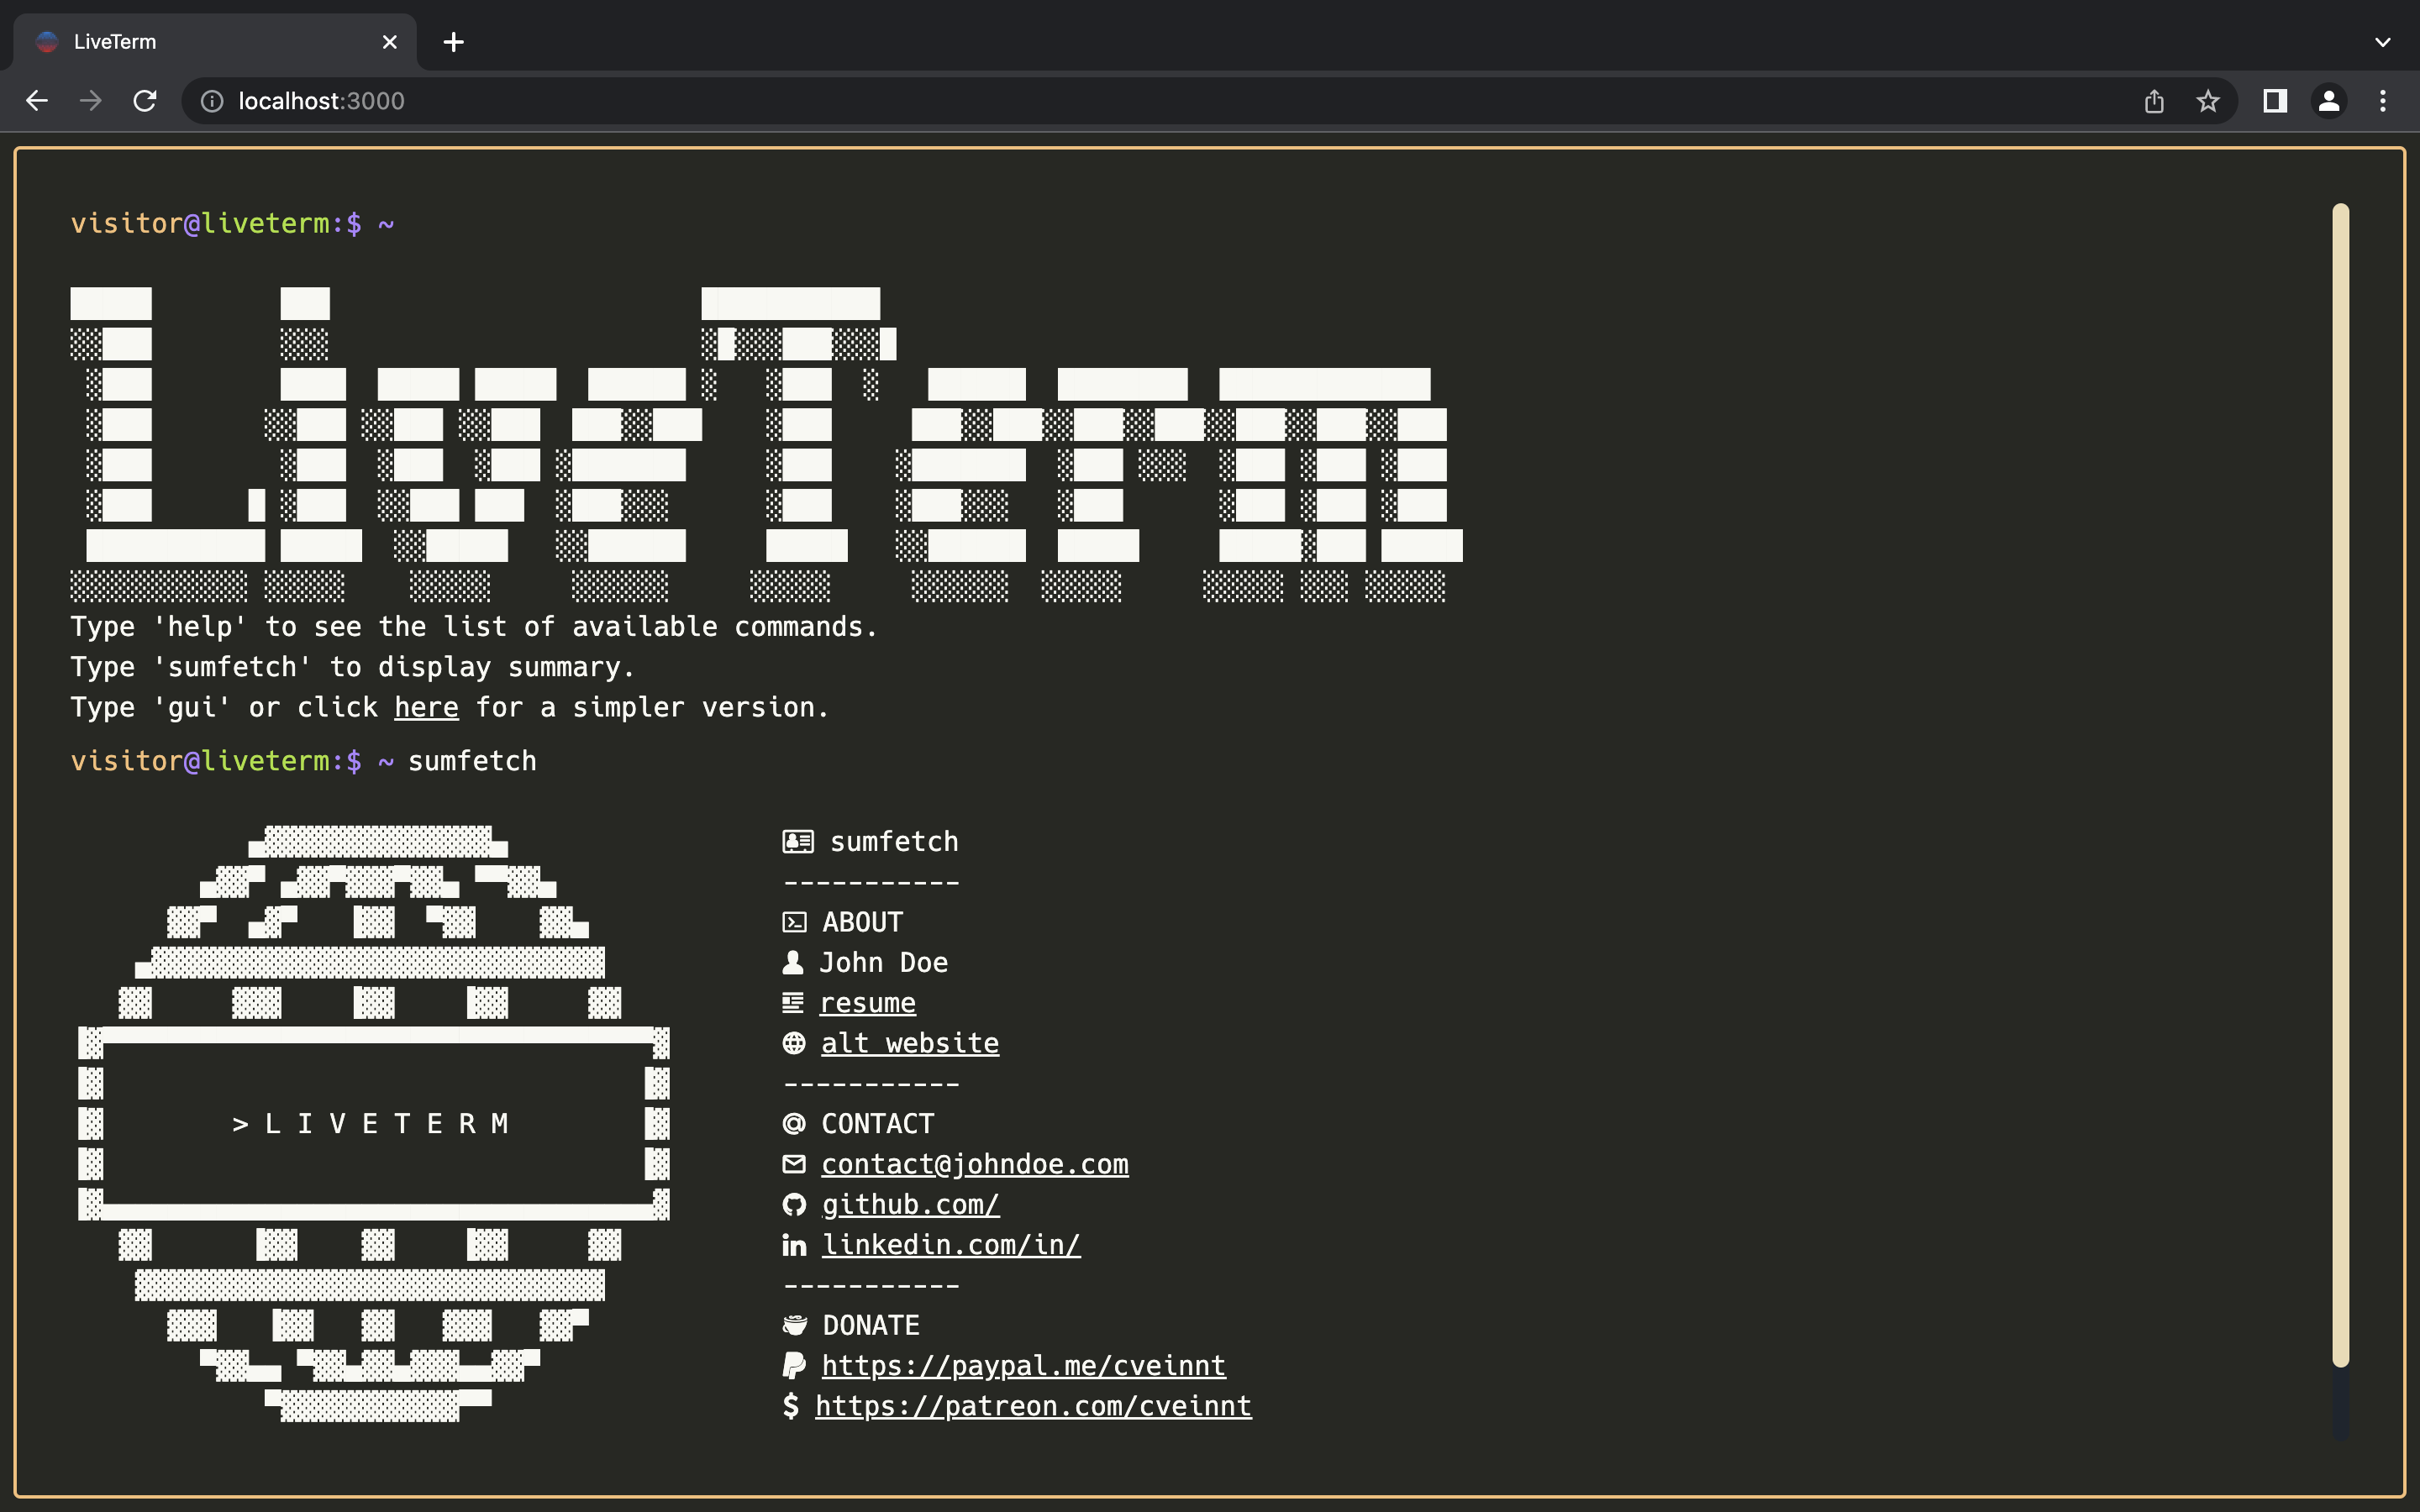 LiveTerm
localhost:3000
visitor@liveterm:$ ~
LiveTerm
Type 'help' to see the list of available commands.
Type 'sumfetch' to display summary.
Type 'gui' or click here for a simpler version.
visitor@liveterm:$ ~ sumfetch
sumfetch
-----------
ABOUT
John Doe
resume
alt website
-----------
> L I V E T E R M
CONTACT
contact@johndoe.com
github.com/
linkedin.com/in/
-----------
DONATE
https://paypal.me/cveinnt
$ https://patreon.com/cveinnt